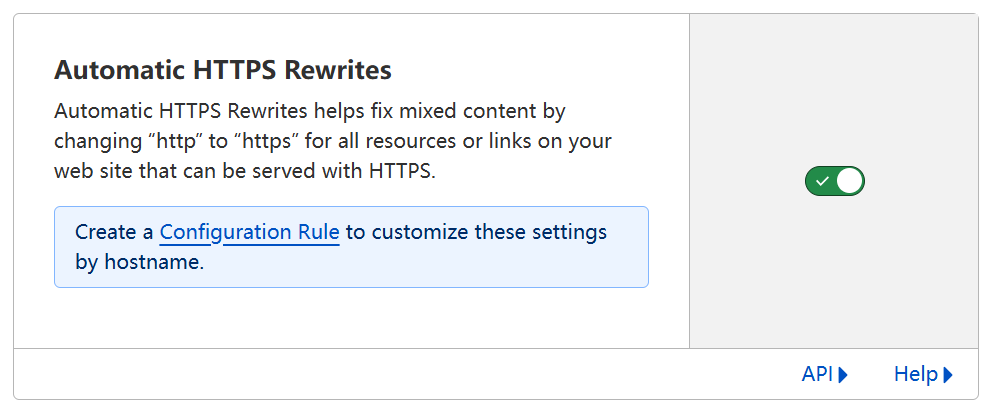 Automatic HTTPS Rewrites
Automatic HTTPS Rewrites helps fix mixed content by
changing “http” to “https” for all resources or links on your
web site that can be served with HTTPS.
Create a Configuration Rule to customize these settings
by hostname.
API
Help